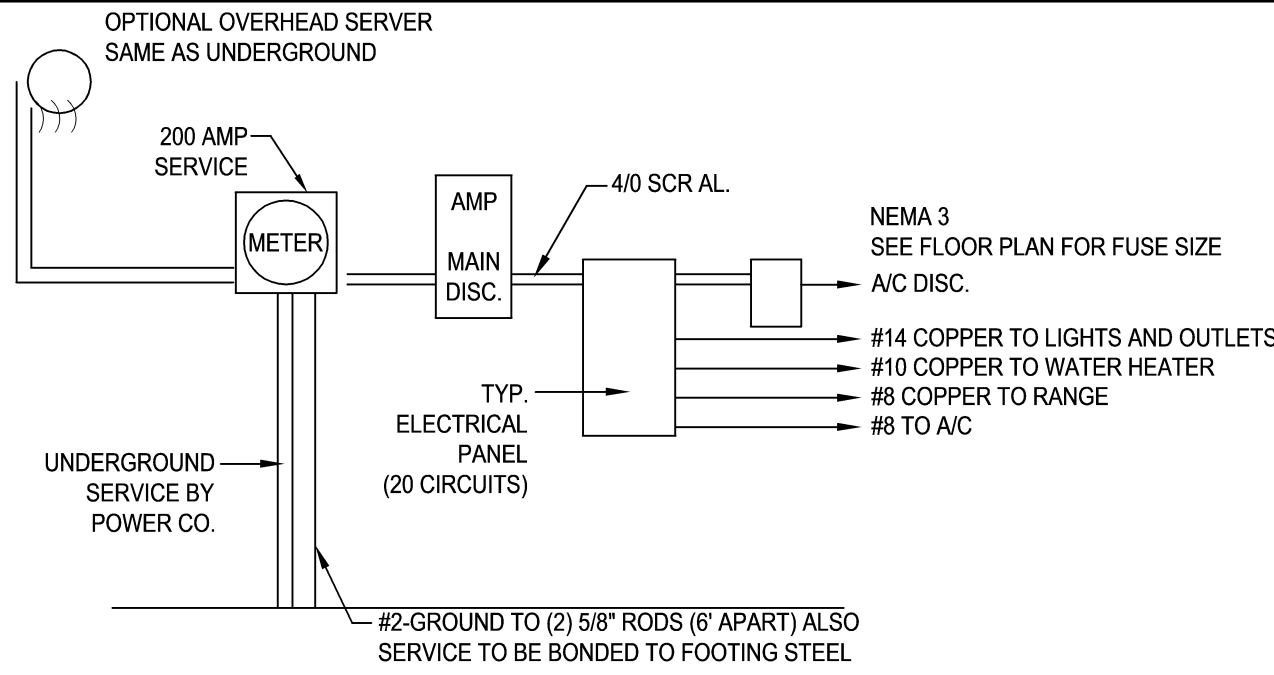 OPTIONAL OVERHEAD SERVER
SAME AS UNDERGROUND
200 AMP
SERVICE
METER
AMP
MAIN
DISC.
4/0 SCR AL.
NEMA 3
SEE FLOOR PLAN FOR FUSE SIZE
A/C DISC.
#14 COPPER TO LIGHTS AND OUTLETS
#10 COPPER TO WATER HEATER
#8 COPPER TO RANGE
#8 TO A/C
TYP.
ELECTRICAL
PANEL
(20 CIRCUITS)
UNDERGROUND
SERVICE BY
POWER CO.
#2-GROUND TO (2) 5/8" RODS (6' APART) ALSO
SERVICE TO BE BONDED TO FOOTING STEEL